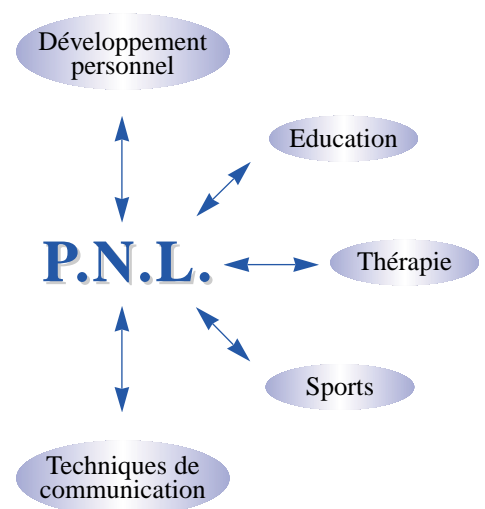 Développement
personnel
Education
P.N.L.
Thérapie
Sports
Techniques de
communication